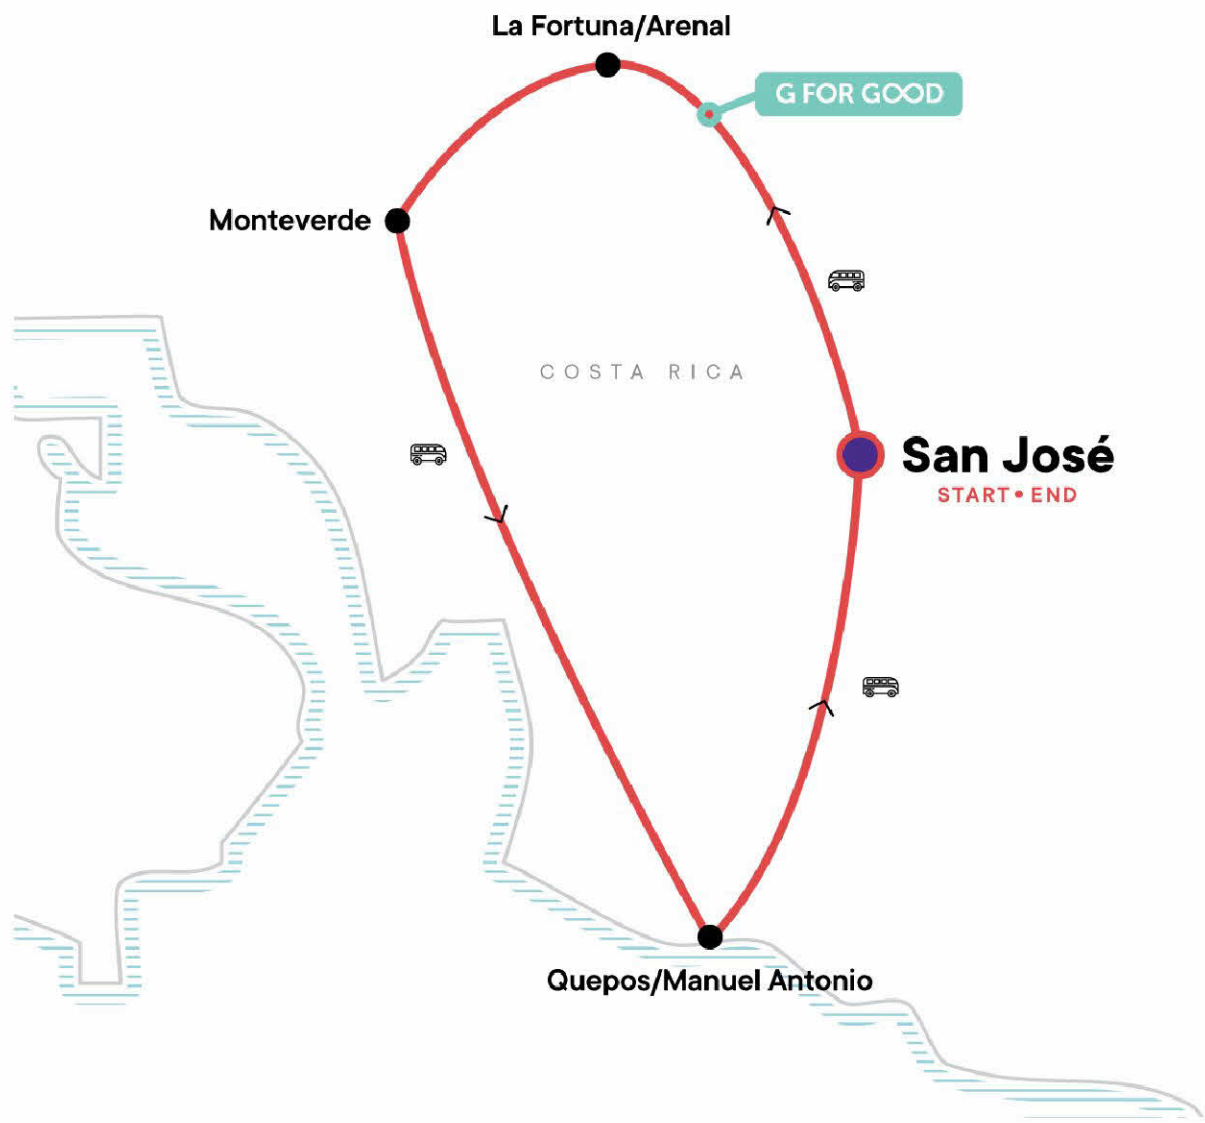 La Fortuna/Arenal
G FOR GOOD
Monteverde
COSTA RICA
San José
START • END
Quepos/Manuel Antonio